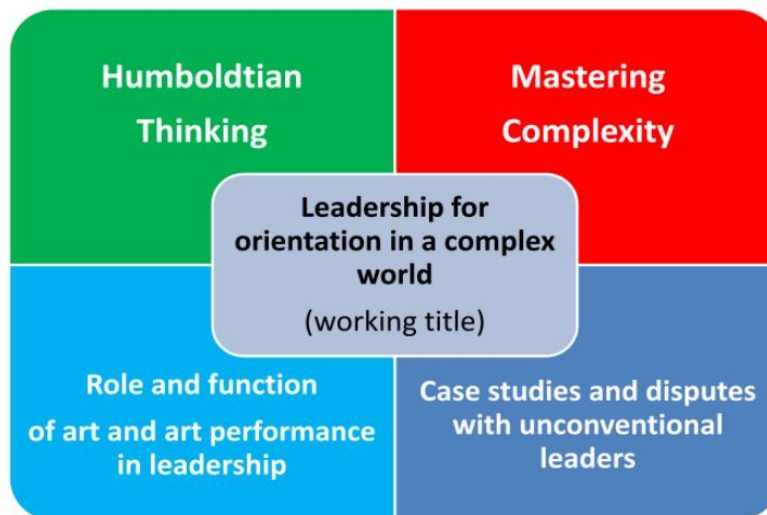 Humboldtian
Thinking
Mastering
Complexity
Leadership for
orientation in a complex
world
(working title)
Role and function
of art and art performance
in leadership
Case studies and disputes
with unconventional
leaders